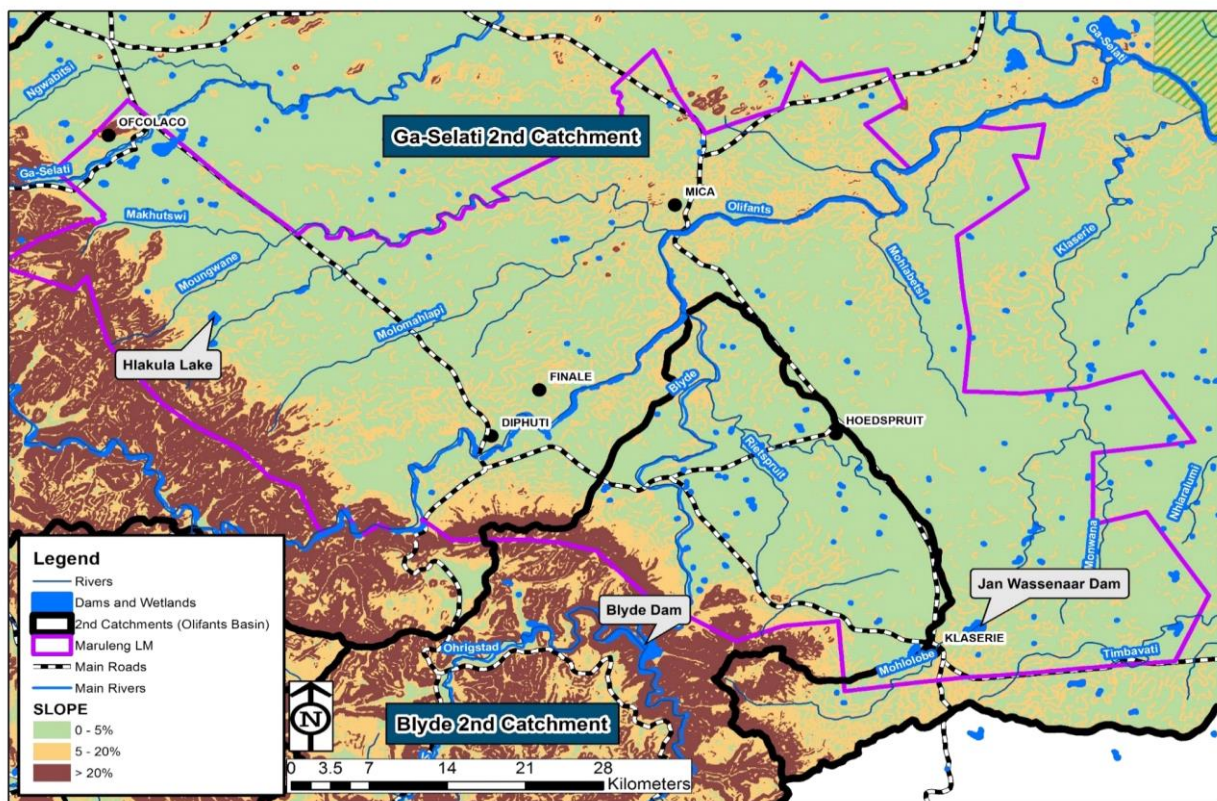 Ga-Selati
Ngwabitsi
OFCOLACO
Ga-Selati 2nd Catchment
Ga-Selati
MICA
Olifants
Makhutswi
Klaserie
Moungwane
Mohlabetsi
Molomahlapi
Hlakula Lake
FINALE
Blyde
DIPHUTI
HOEDSPRUIT
Rietspruit
Nhlaralumi
Monwana
Legend
Rivers
Dams and Wetlands
2nd Catchments (Olifants Basin)
Maruleng LM
Main Roads
Main Rivers
SLOPE
0 - 5%
5 - 20%
> 20%
Blyde Dam
Jan Wassenaar Dam
KLASERIE
Ohrigstad
Mohlolobe
Timbavati
N
Blyde 2nd Catchment
0 3.5 7 14 21 28
Kilometers